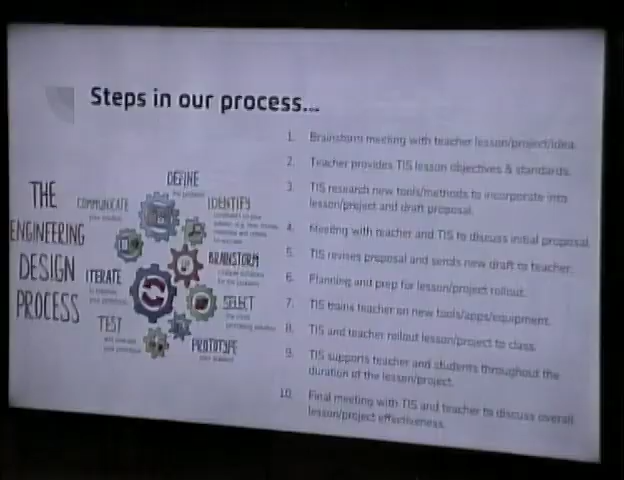 Steps in our process...
THE
ENGINEERING
DESIGN
PROCESS
DEFINE
COMMUNICATE
IDENTIFY
BRAINSTORM
ITERATE
SELECT
TEST
PROTOTYPE
1. Brainstorm meeting with teacher lesson/project/idea.
2. Teacher provides TIS lesson objectives & standards.
3. TIS research new tools/methods to incorporate into
lesson/project and draft proposal.
4. Meeting with teacher and TIS to discuss initial proposal.
5. TIS revises proposal and sends new draft to teacher.
6. Planning and prep for lesson/project rollout.
7. TIS trains teacher on new tools/apps/equipment.
8. TIS and teacher rollout lesson/project to class.
9. TIS supports teacher and students throughout the
duration of the lesson/project.
10. Final meeting with TIS and teacher to discuss overall
lesson/project effectiveness.